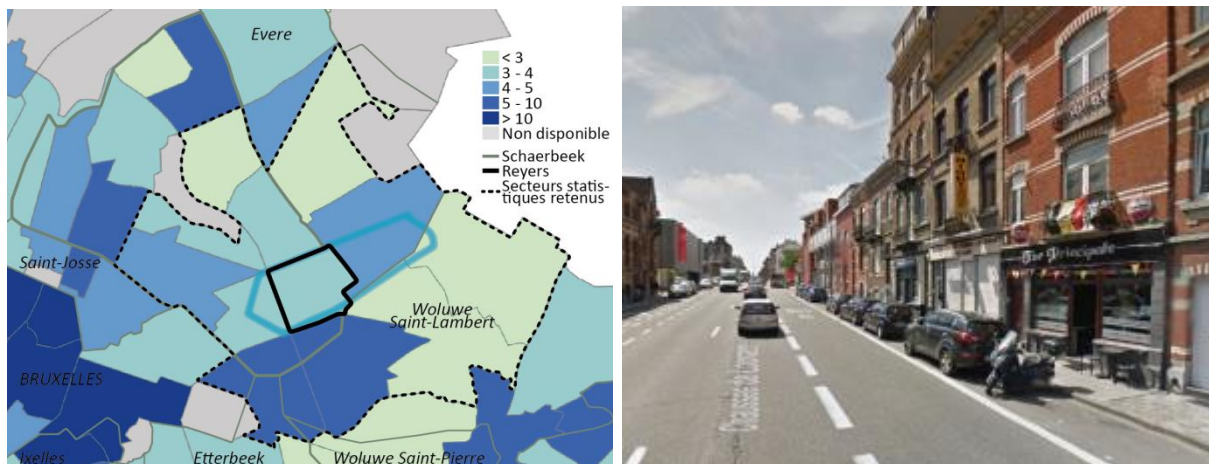 Evere
< 3
3 - 4
4 - 5
5 - 10
> 10
Non disponible
Schaerbeek
Reyers
Secteurs statis-
tiques retenus
Saint-Josse
Woluwe
Saint-Lambert
BRUXELLES
Ixelles
Etterbeek
Woluwe Saint-Pierre
Bar Principale